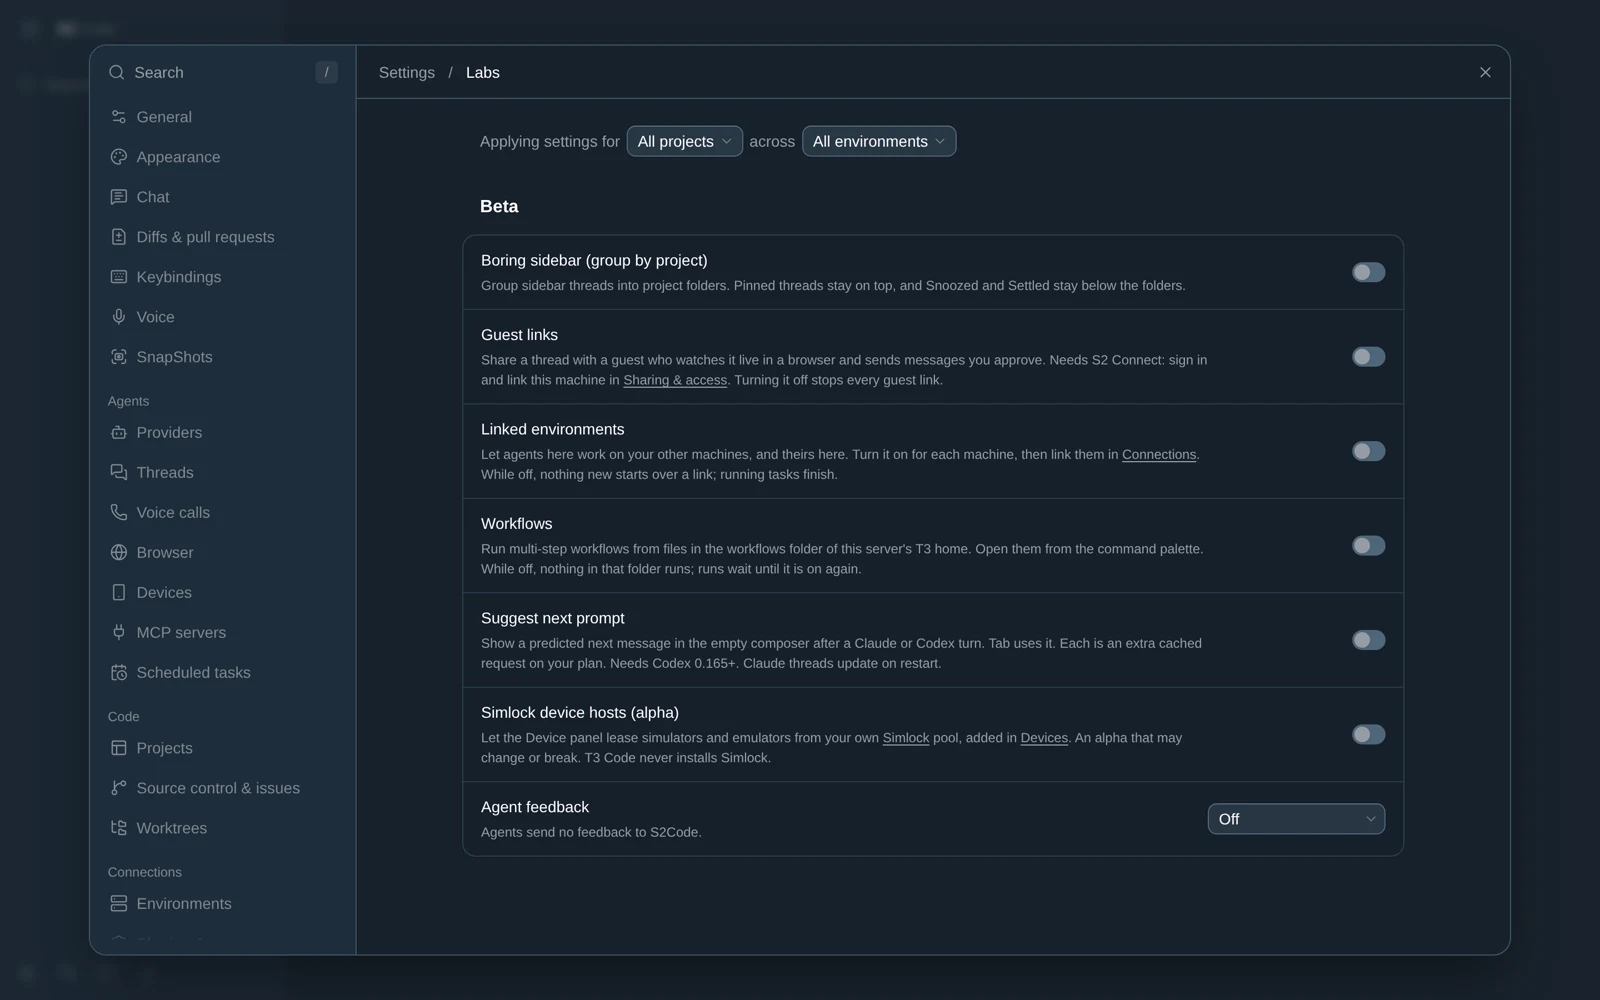 Search /
General
Appearance
Chat
Diffs & pull requests
Keybindings
Voice
SnapShots
Agents
Providers
Threads
Voice calls
Browser
Devices
MCP servers
Scheduled tasks
Code
Projects
Source control & issues
Worktrees
Connections
Environments
Settings / Labs
Applying settings for All projects across All environments
Beta
Boring sidebar (group by project)
Group sidebar threads into project folders. Pinned threads stay on top, and Snoozed and Settled stay below the folders.
Guest links
Share a thread with a guest who watches it live in a browser and sends messages you approve. Needs S2 Connect: sign in
and link this machine in Sharing & access. Turning it off stops every guest link.
Linked environments
Let agents here work on your other machines, and theirs here. Turn it on for each machine, then link them in Connections.
While off, nothing new starts over a link; running tasks finish.
Workflows
Run multi-step workflows from files in the workflows folder of this server's T3 home. Open them from the command palette.
While off, nothing in that folder runs; runs wait until it is on again.
Suggest next prompt
Show a predicted next message in the empty composer after a Claude or Codex turn. Tab uses it. Each is an extra cached
request on your plan. Needs Codex 0.165+. Claude threads update on restart.
Simlock device hosts (alpha)
Let the Device panel lease simulators and emulators from your own Simlock pool, added in Devices. An alpha that may
change or break. T3 Code never installs Simlock.
Agent feedback
Agents send no feedback to S2Code.
Off